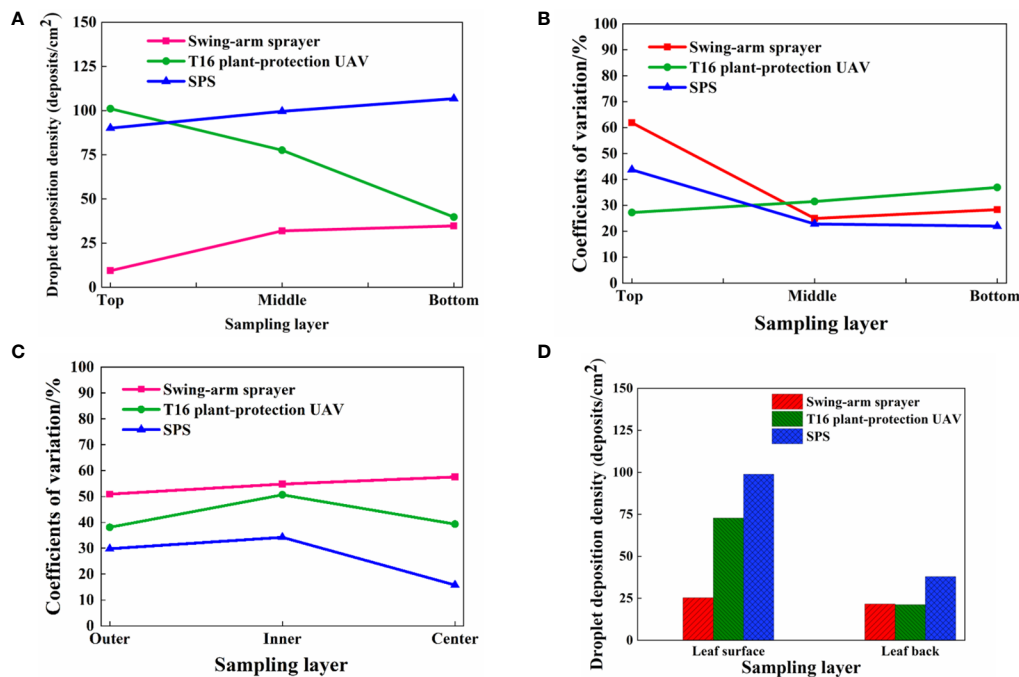 A
Droplet deposition density (deposits/cm²)
150
125
100
75
50
25
0
Swing-arm sprayer
T16 plant-protection UAV
SPS
Top
Middle
Bottom
Sampling layer
B
Coefficients of variation/%
100
90
80
70
60
50
40
30
20
10
0
Swing-arm sprayer
T16 plant-protection UAV
SPS
Top
Middle
Bottom
Sampling layer
C
Coefficients of variation/%
100
90
80
70
60
50
40
30
20
10
0
Swing-arm sprayer
T16 plant-protection UAV
SPS
Outer
Inner
Center
Sampling layer
D
Droplet deposition density (deposits/cm²)
150
125
100
75
50
25
0
Swing-arm sprayer
T16 plant-protection UAV
SPS
Leaf surface
Leaf back
Sampling layer